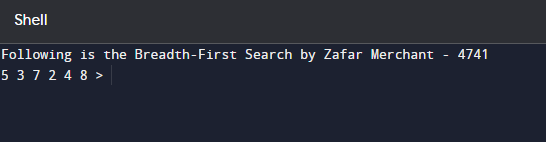 Shell
Following is the Breadth-First Search by Zafar Merchant - 4741
5 3 7 2 4 8 >